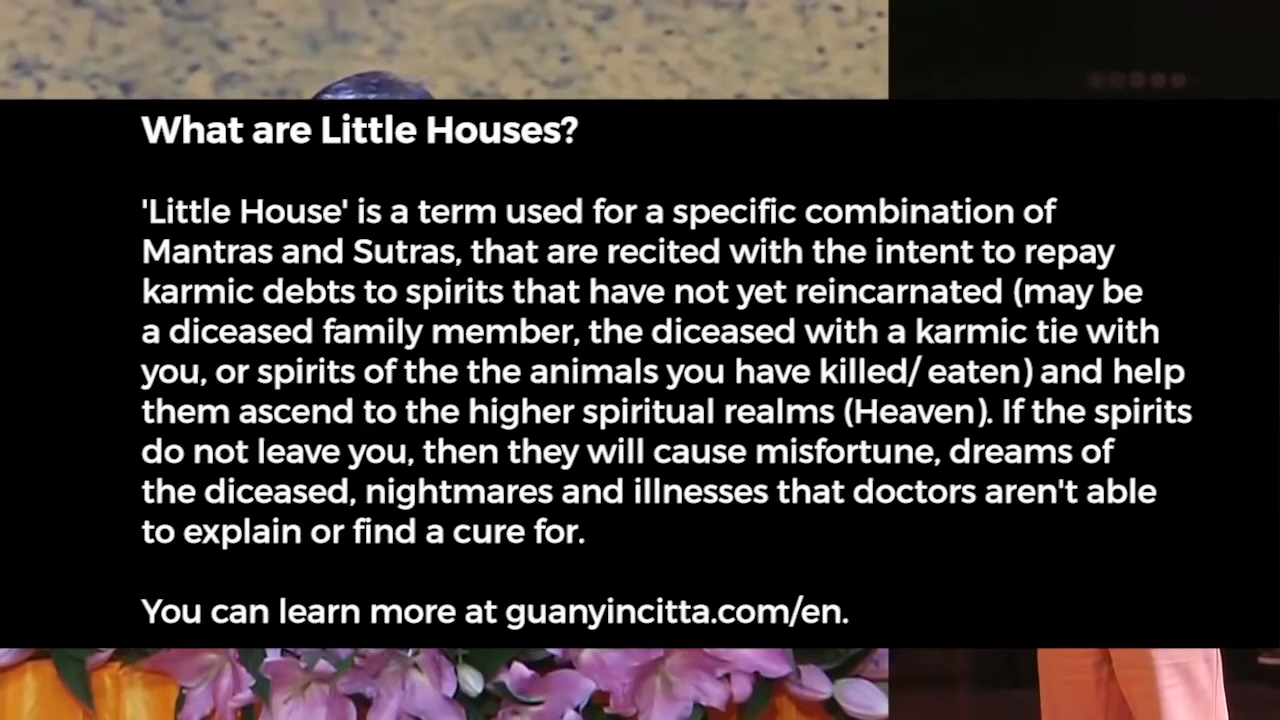 What are Little Houses?
'Little House' is a term used for a specific combination of
Mantras and Sutras, that are recited with the intent to repay
karmic debts to spirits that have not yet reincarnated (may be
a diceased family member, the diceased with a karmic tie with
you, or spirits of the the animals you have killed/ eaten) and help
them ascend to the higher spiritual realms (Heaven). If the spirits
do not leave you, then they will cause misfortune, dreams of
the diceased, nightmares and illnesses that doctors aren't able
to explain or find a cure for.
You can learn more at guanyincitta.com/en.